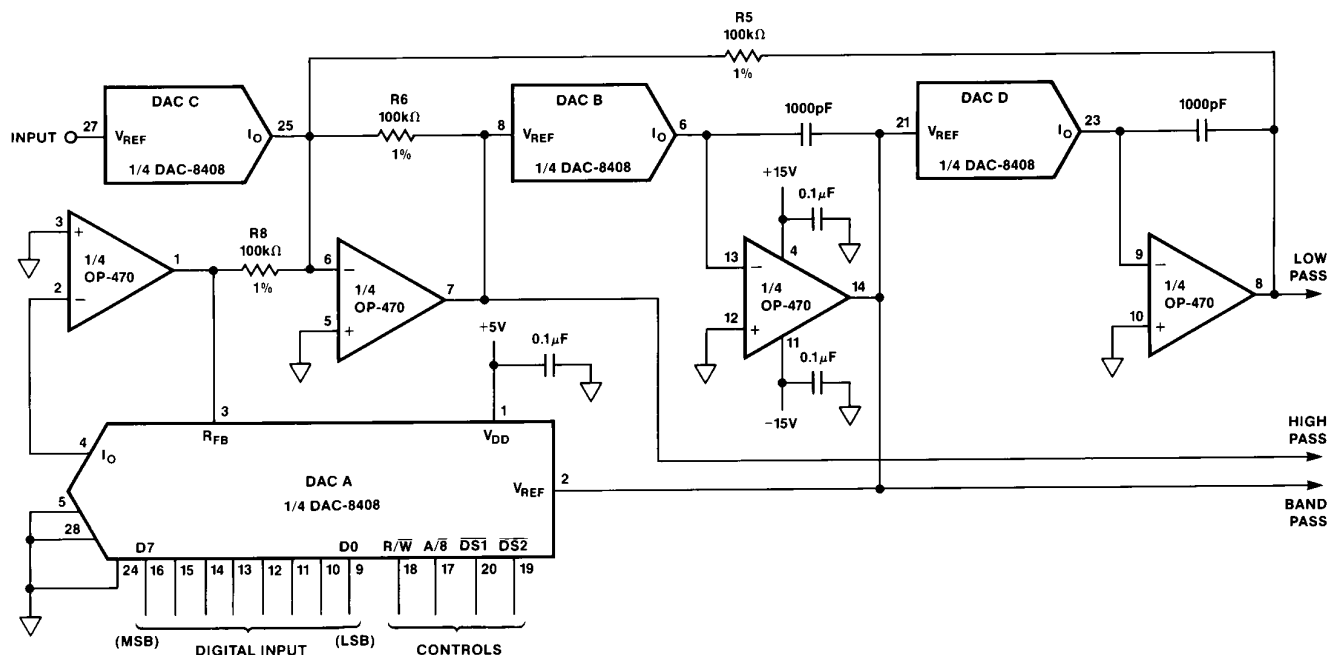 R5
100kΩ
1%
DAC C
27
VREF
IO
25
1/4 DAC-8408
INPUT
R6
100kΩ
1%
DAC B
8
VREF
IO
6
1/4 DAC-8408
1000pF
DAC D
21
VREF
IO
23
1/4 DAC-8408
1000pF
3
+
1/4
OP-470
1
2
−
R8
100kΩ
1%
6
−
1/4
OP-470
7
5
+
+15V
0.1μF
4
13
−
1/4
OP-470
14
12
+
11
0.1μF
−15V
9
−
1/4
OP-470
8
10
+
LOW
PASS
+5V
0.1μF
3
RFB
1
VDD
4
IO
DAC A
1/4 DAC-8408
VREF
2
5
28
HIGH
PASS
BAND
PASS
D7
D0
R/W̅
A/B̅
D̅S̅1̅
D̅S̅2̅
24
16
15
14
13
12
11
10
9
18
17
20
19
(MSB)
(LSB)
DIGITAL INPUT
CONTROLS